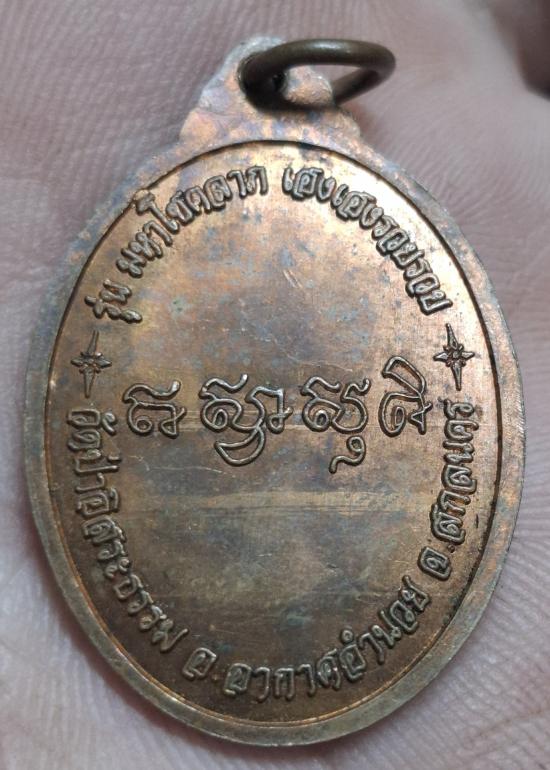 รุ่น มหาโชคลาภ เฮงเฮงรวยรวย
วัดป่าอิสระธรรม อ.อากาศอำนวย จ.สกลนคร